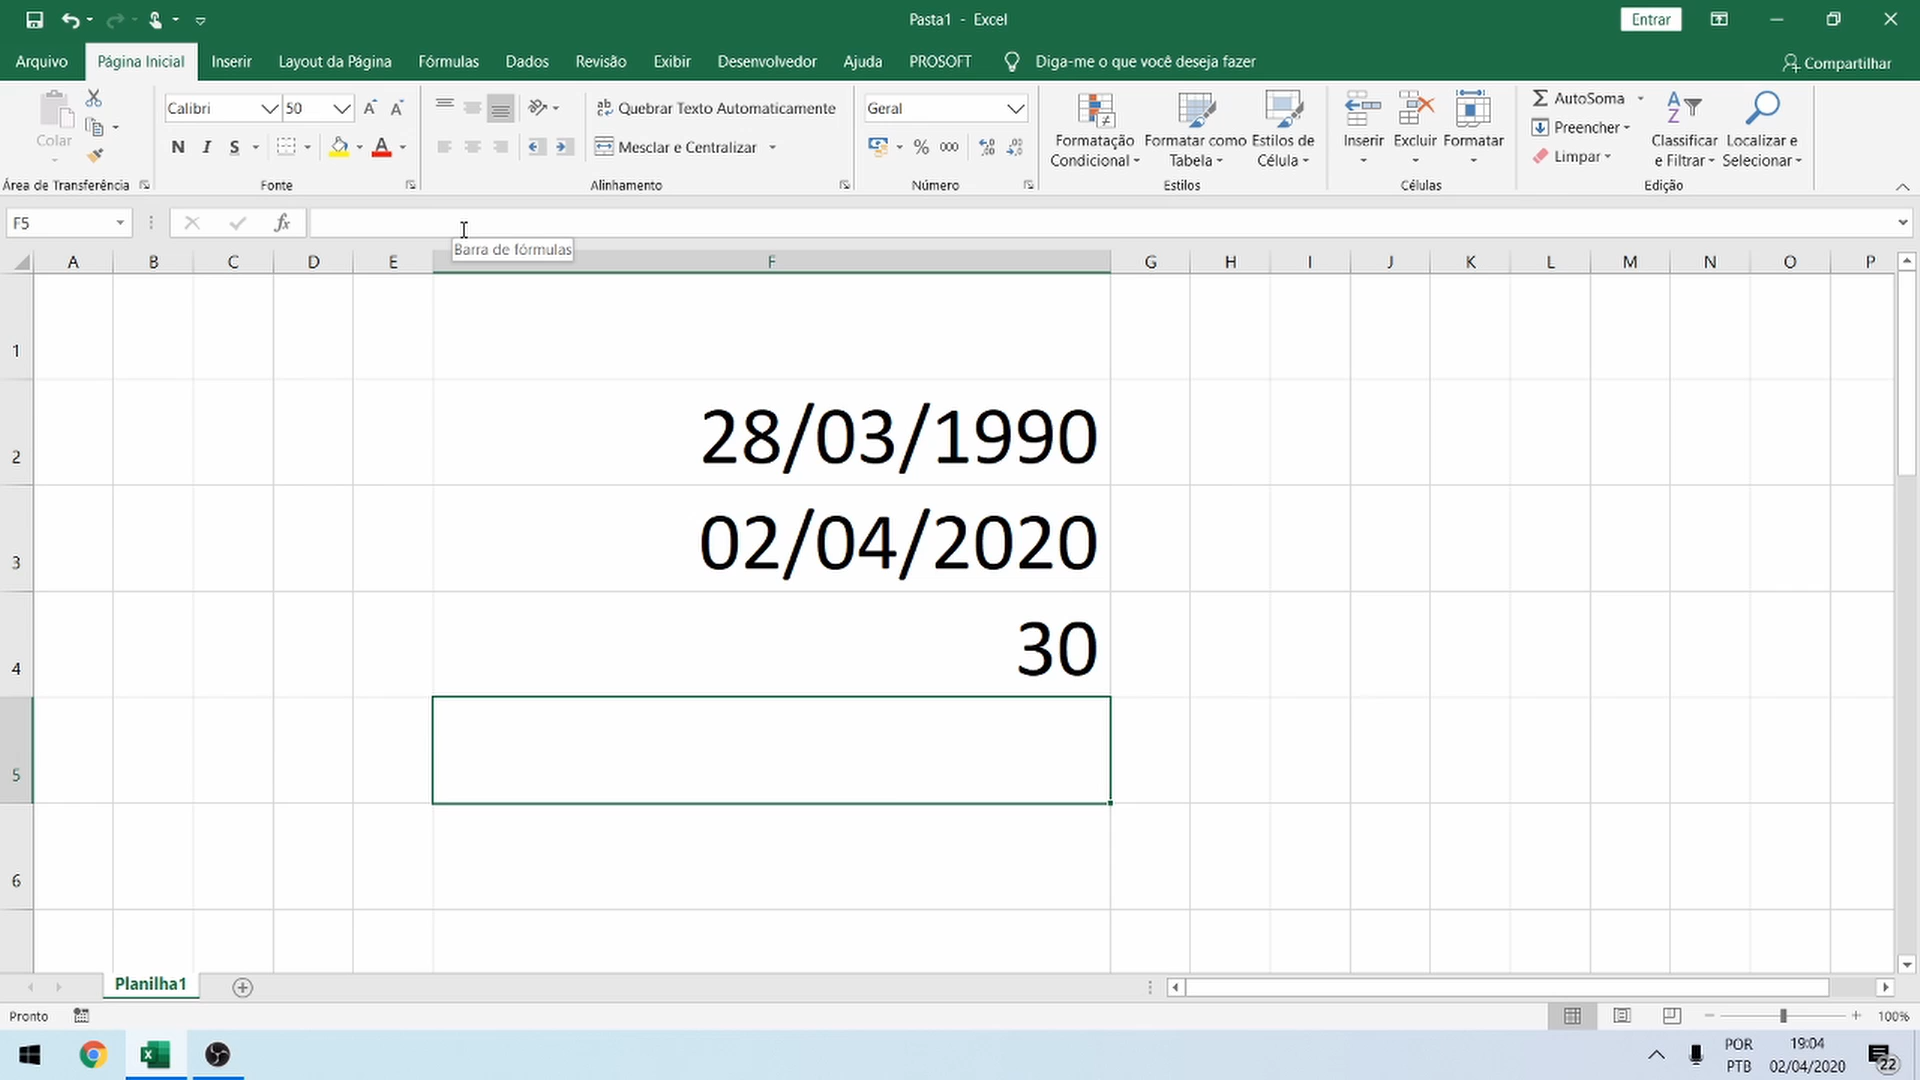 Pasta1 - Excel
Entrar
Arquivo
Página Inicial
Inserir
Layout da Página
Fórmulas
Dados
Revisão
Exibir
Desenvolvedor
Ajuda
PROSOFT
Diga-me o que você deseja fazer
Compartilhar
Colar
Área de Transferência
Calibri
50
N I S
Fonte
Quebrar Texto Automaticamente
Mesclar e Centralizar
Alinhamento
Geral
% 000
Número
Formatação Condicional
Formatar como Tabela
Estilos de Célula
Estilos
Inserir
Excluir
Formatar
Células
AutoSoma
Preencher
Limpar
Classificar e Filtrar
Localizar e Selecionar
Edição
F5
fx
Barra de fórmulas
A B C D E F G H I J K L M N O P
1
2 28/03/1990
3 02/04/2020
4 30
5
6
Planilha1
Pronto
100%
POR
PTB
19:04
02/04/2020
22